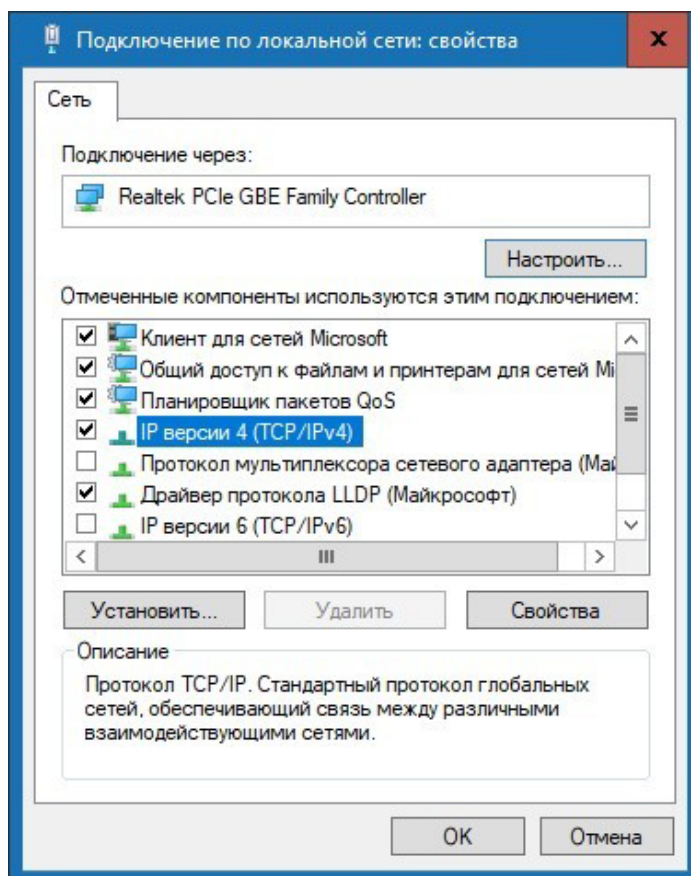 Подключение по локальной сети: свойства
Сеть
Подключение через:
Realtek PCIe GBE Family Controller
Настроить...
Отмеченные компоненты используются этим подключением:
Клиент для сетей Microsoft
Общий доступ к файлам и принтерам для сетей Mi
Планировщик пакетов QoS
IP версии 4 (TCP/IPv4)
Протокол мультиплексора сетевого адаптера (Май
Драйвер протокола LLDP (Майкрософт)
IP версии 6 (TCP/IPv6)
Установить... Удалить Свойства
Описание
Протокол TCP/IP. Стандартный протокол глобальных
сетей, обеспечивающий связь между различными
взаимодействующими сетями.
OK Отмена